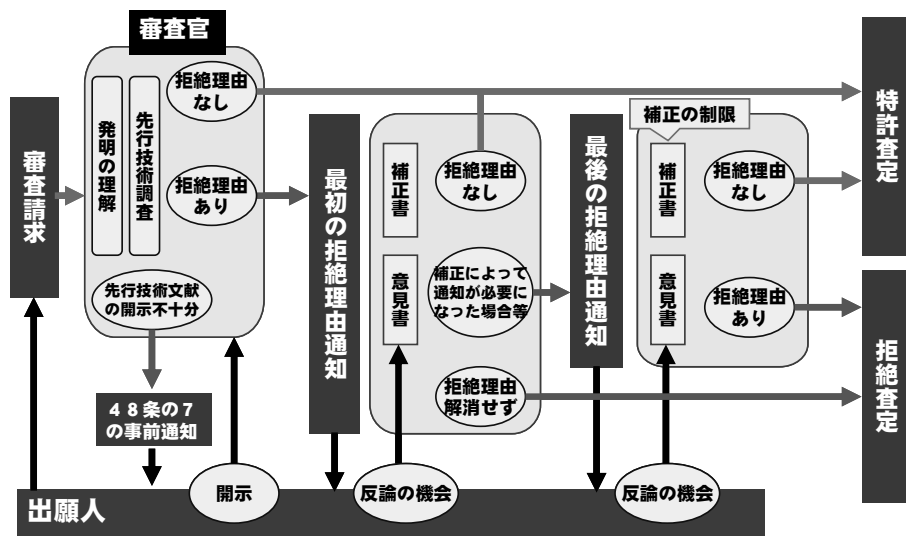 審査官
審査請求
発明の理解
先行技術調査
拒絶理由
なし
拒絶理由
あり
先行技術文献
の開示不十分
48条の7
の事前通知
開示
最初の拒絶理由通知
補正書
意見書
拒絶理由
なし
補正によって
通知が必要に
なった場合等
拒絶理由
解消せず
反論の機会
最後の拒絶理由通知
補正の制限
補正書
意見書
拒絶理由
なし
拒絶理由
あり
反論の機会
特許査定
拒絶査定
出願人